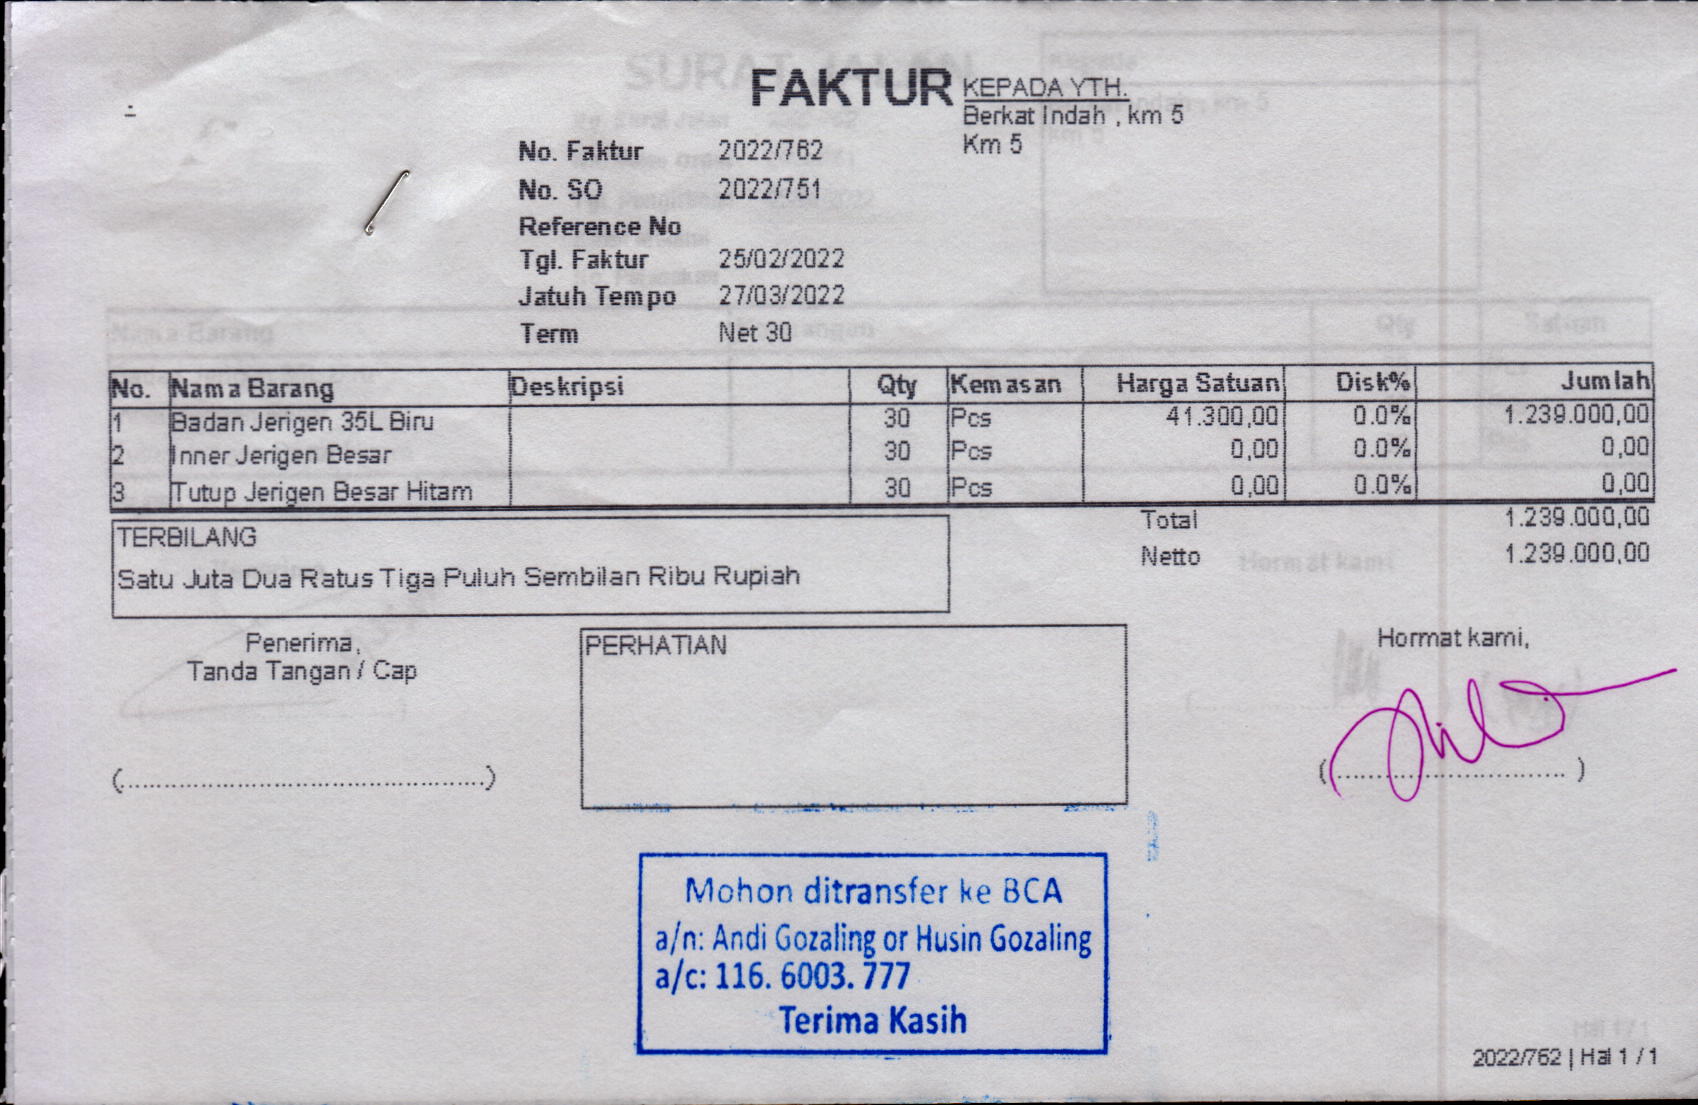 FAKTUR
KEPADA YTH.
Berkat Indah , km 5
Km 5
No. Faktur 2022/762
No. SO 2022/751
Reference No
Tgl. Faktur 25/02/2022
Jatuh Tempo 27/03/2022
Term Net 30
No. Nama Barang Deskripsi Qty Kemasan Harga Satuan Disk% Jumlah
1 Badan Jerigen 35L Biru 30 Pcs 41.300,00 0.0% 1.239.000,00
2 Inner Jerigen Besar 30 Pcs 0,00 0.0% 0,00
3 Tutup Jerigen Besar Hitam 30 Pcs 0,00 0.0% 0,00
Total 1.239.000,00
Netto 1.239.000,00
TERBILANG
Satu Juta Dua Ratus Tiga Puluh Sembilan Ribu Rupiah
Penerima,
Tanda Tangan / Cap
(..............................................)
PERHATIAN
Hormat kami,
(............................. )
Mohon ditransfer ke BCA
a/n: Andi Gozaling or Husin Gozaling
a/c: 116. 6003. 777
Terima Kasih
2022/762 | Hal 1 / 1